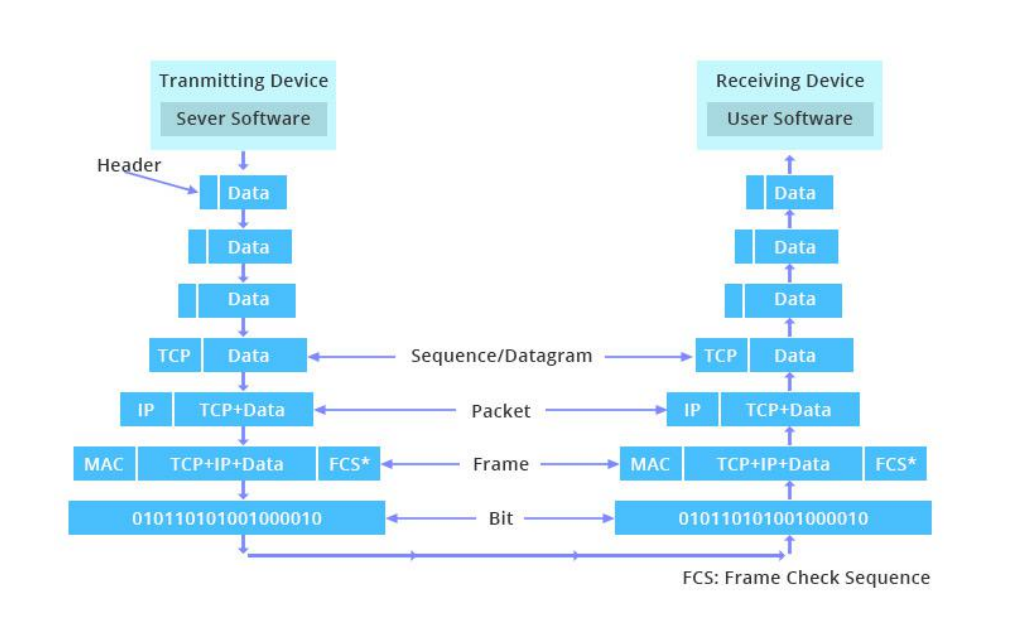 Tranmitting Device
Sever Software
Receiving Device
User Software
Header
Data
Data
Data
Data
Data
Data
TCP
Data
Sequence/Datagram
TCP
Data
IP
TCP+Data
Packet
IP
TCP+Data
MAC
TCP+IP+Data
FCS*
Frame
MAC
TCP+IP+Data
FCS*
010110101001000010
Bit
010110101001000010
FCS: Frame Check Sequence